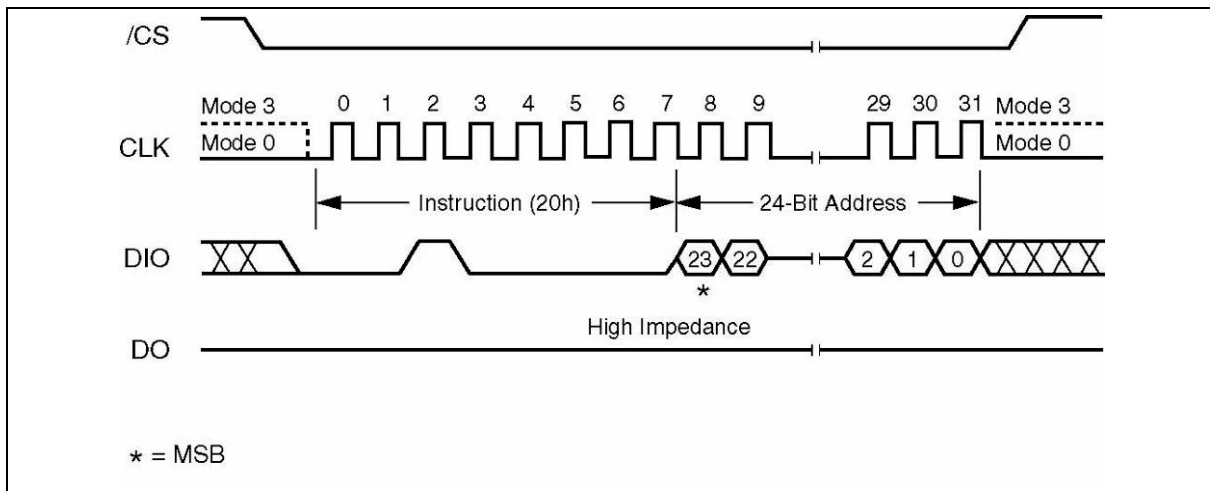 /CS
Mode 3 0 1 2 3 4 5 6 7 8 9 29 30 31 Mode 3
CLK Mode 0 Mode 0
Instruction (20h) 24-Bit Address
DIO 23 22 2 1 0
*
High Impedance
DO
* = MSB